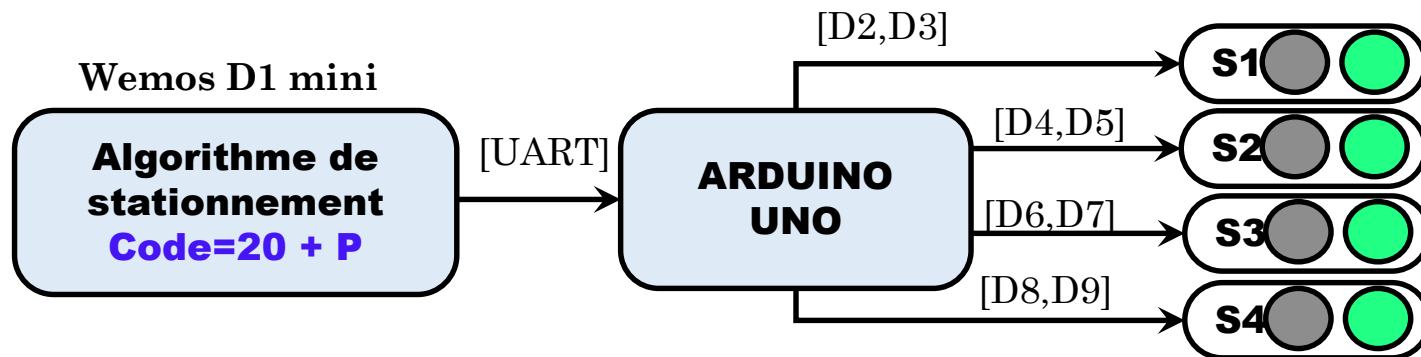 Wemos D1 mini
Algorithme de
stationnement
Code=20 + P
[UART]
ARDUINO
UNO
[D2,D3]
S1
[D4,D5]
S2
[D6,D7]
S3
[D8,D9]
S4